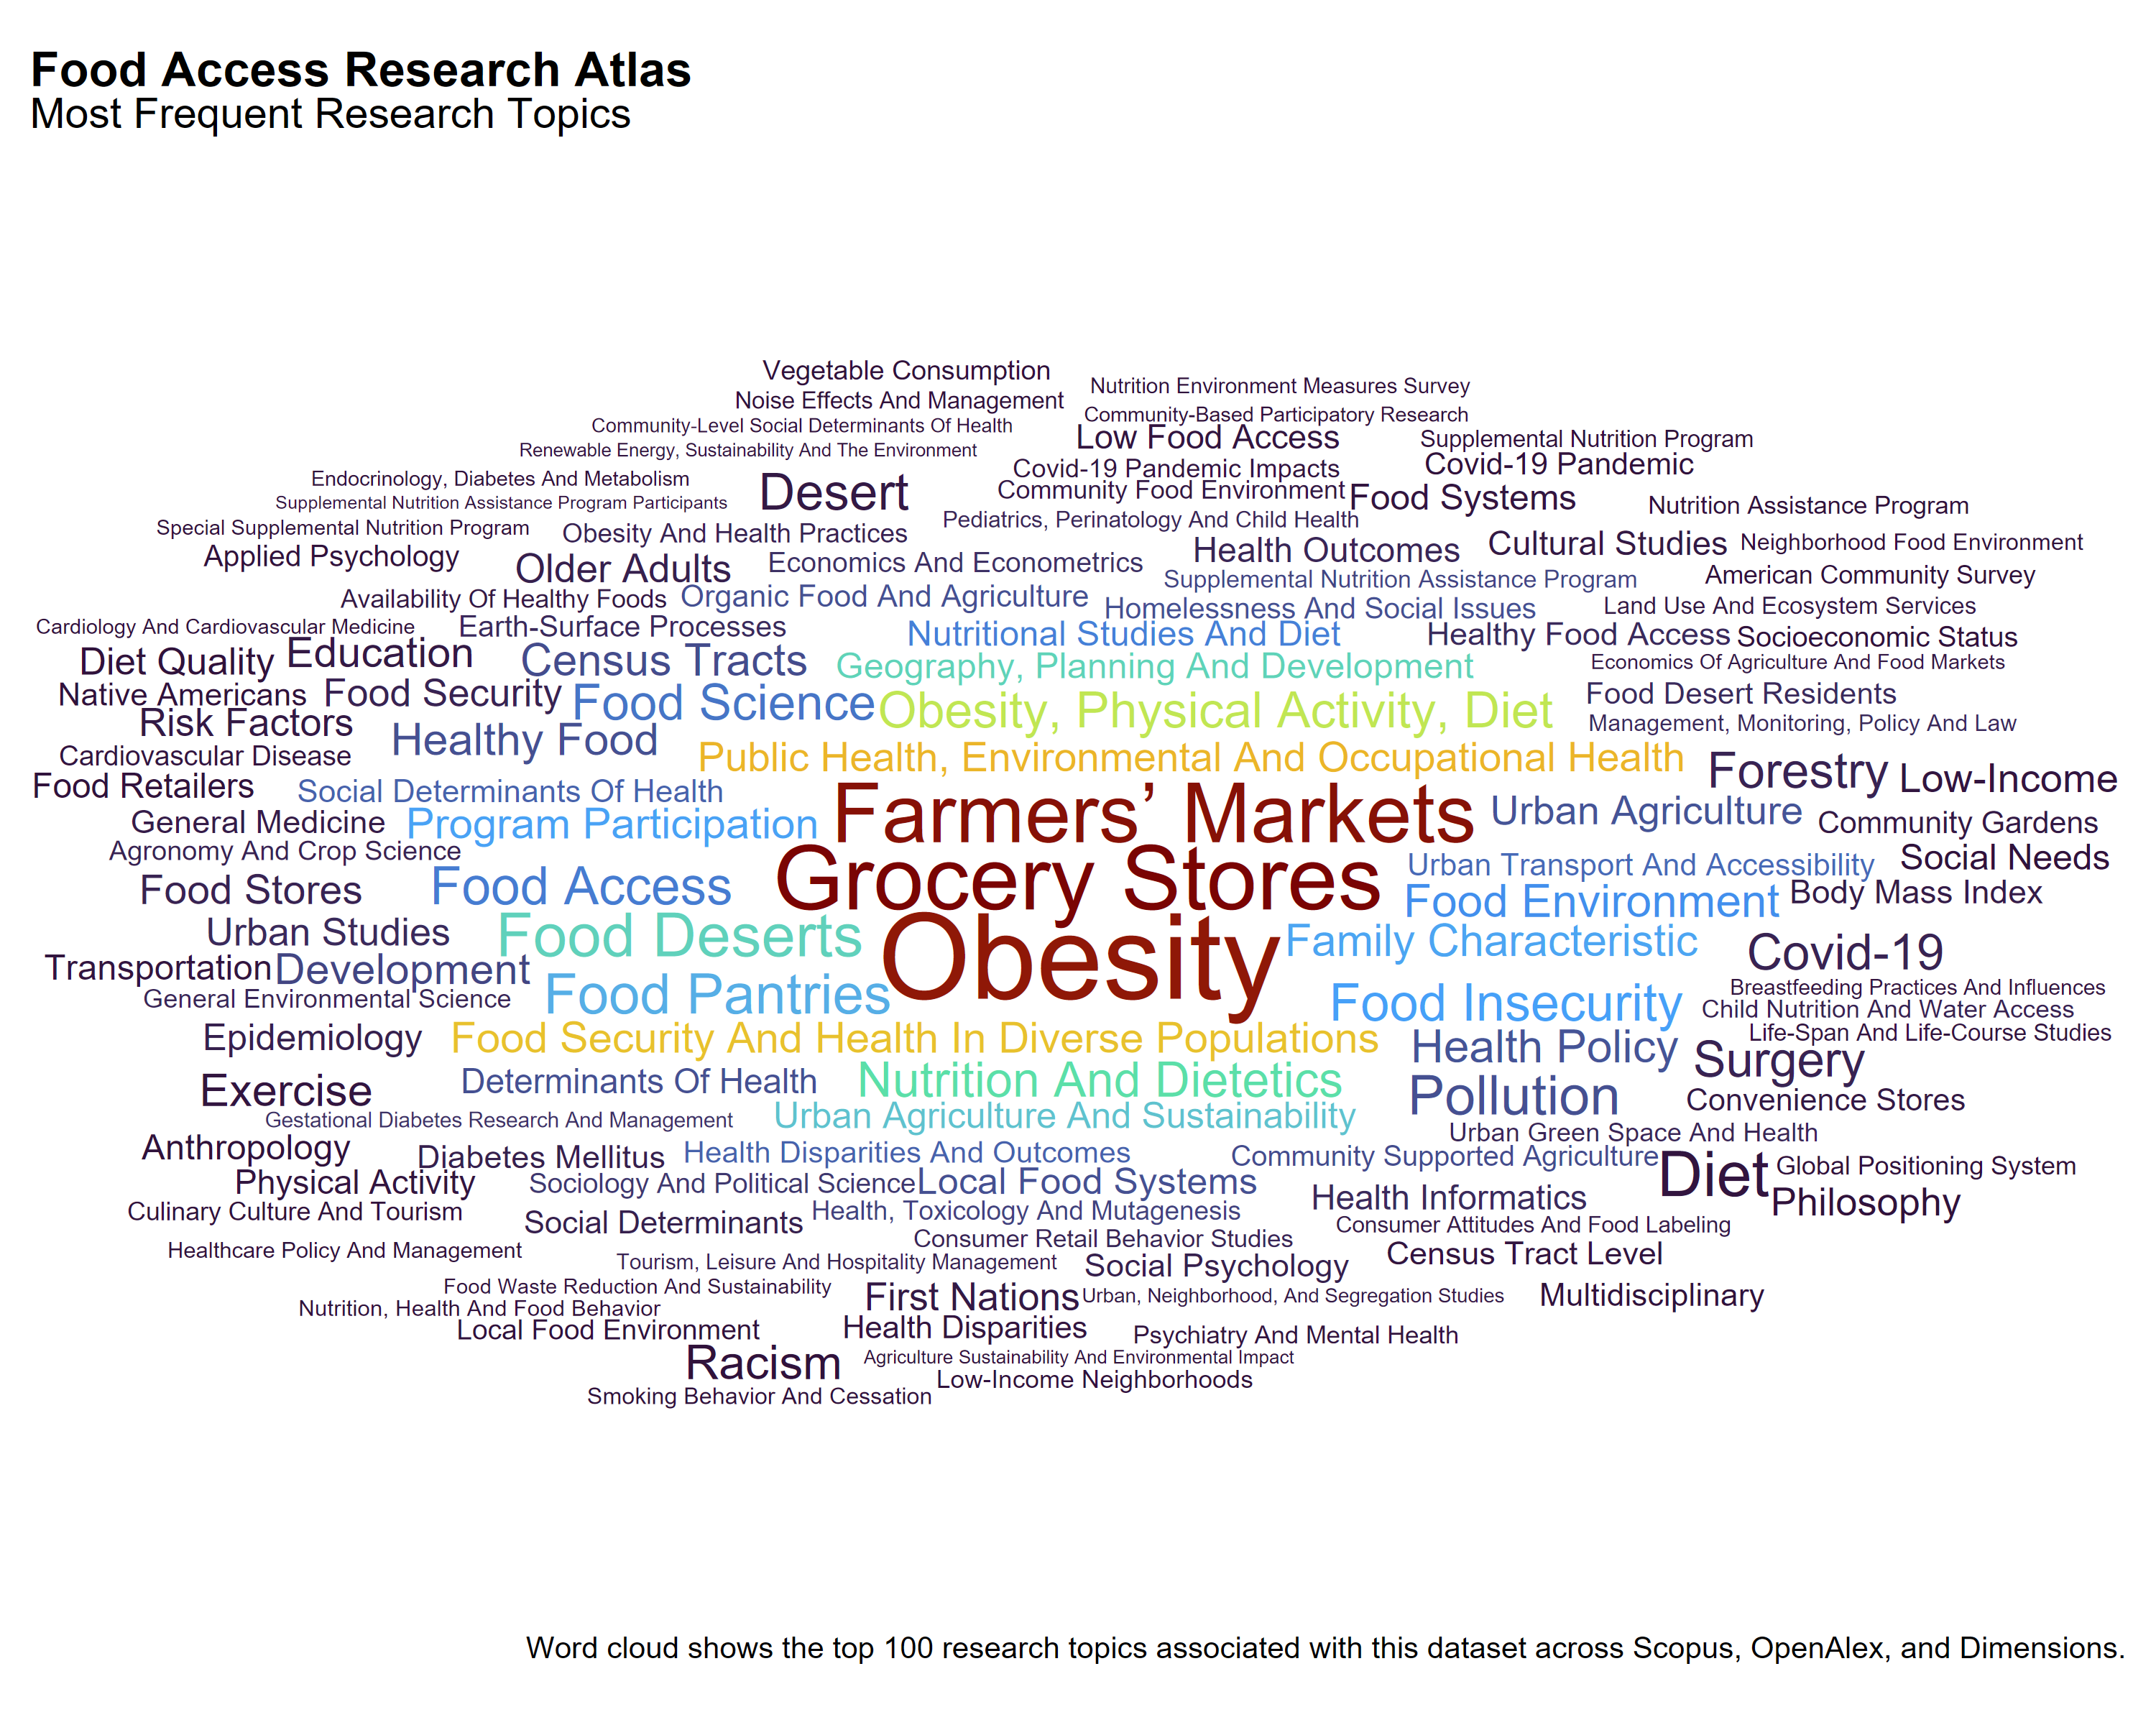 Food Access Research Atlas
Most Frequent Research Topics
Vegetable Consumption
Nutrition Environment Measures Survey
Noise Effects And Management
Community-Based Participatory Research
Community-Level Social Determinants Of Health
Low Food Access
Supplemental Nutrition Program
Renewable Energy, Sustainability And The Environment
Covid-19 Pandemic Impacts
Covid-19 Pandemic
Endocrinology, Diabetes And Metabolism
Desert
Community Food Environment
Food Systems
Supplemental Nutrition Assistance Program Participants
Nutrition Assistance Program
Special Supplemental Nutrition Program
Obesity And Health Practices
Pediatrics, Perinatology And Child Health
Applied Psychology
Older Adults
Economics And Econometrics
Health Outcomes
Cultural Studies
Neighborhood Food Environment
Supplemental Nutrition Assistance Program
American Community Survey
Availability Of Healthy Foods
Organic Food And Agriculture
Homelessness And Social Issues
Land Use And Ecosystem Services
Cardiology And Cardiovascular Medicine
Earth-Surface Processes
Nutritional Studies And Diet
Healthy Food Access
Socioeconomic Status
Diet Quality
Education
Census Tracts
Geography, Planning And Development
Economics Of Agriculture And Food Markets
Native Americans
Food Security
Food Science
Obesity, Physical Activity, Diet
Food Desert Residents
Risk Factors
Healthy Food
Management, Monitoring, Policy And Law
Cardiovascular Disease
Public Health, Environmental And Occupational Health
Food Retailers
Social Determinants Of Health
Forestry
Low-Income
General Medicine
Program Participation
Farmers’ Markets
Urban Agriculture
Community Gardens
Agronomy And Crop Science
Grocery Stores
Urban Transport And Accessibility
Social Needs
Food Stores
Food Access
Food Environment
Body Mass Index
Urban Studies
Food Deserts
Obesity
Family Characteristic
Covid-19
Transportation
Development
General Environmental Science
Food Pantries
Food Insecurity
Breastfeeding Practices And Influences
Child Nutrition And Water Access
Epidemiology
Food Security And Health In Diverse Populations
Health Policy
Life-Span And Life-Course Studies
Surgery
Exercise
Determinants Of Health
Nutrition And Dietetics
Pollution
Convenience Stores
Gestational Diabetes Research And Management
Urban Agriculture And Sustainability
Urban Green Space And Health
Anthropology
Diabetes Mellitus
Health Disparities And Outcomes
Community Supported Agriculture
Diet
Global Positioning System
Physical Activity
Sociology And Political Science
Local Food Systems
Health Informatics
Philosophy
Culinary Culture And Tourism
Social Determinants
Health, Toxicology And Mutagenesis
Consumer Attitudes And Food Labeling
Healthcare Policy And Management
Consumer Retail Behavior Studies
Tourism, Leisure And Hospitality Management
Social Psychology
Census Tract Level
Food Waste Reduction And Sustainability
First Nations
Urban, Neighborhood, And Segregation Studies
Multidisciplinary
Nutrition, Health And Food Behavior
Local Food Environment
Health Disparities
Psychiatry And Mental Health
Racism
Agriculture Sustainability And Environmental Impact
Low-Income Neighborhoods
Smoking Behavior And Cessation
Word cloud shows the top 100 research topics associated with this dataset across Scopus, OpenAlex, and Dimensions.